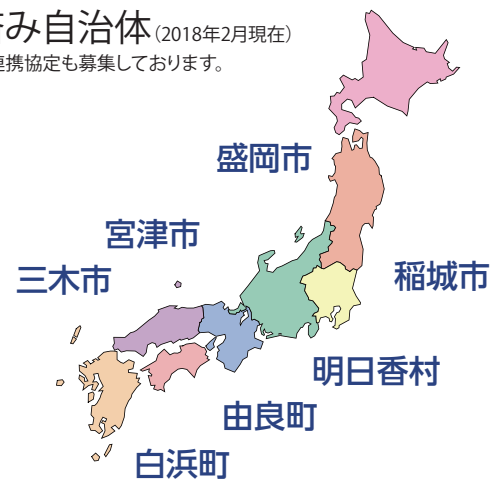 み自治体(2018年2月現在)
連携協定も募集しております。
盛岡市
宮津市
三木市
稲城市
明日香村
由良町
白浜町